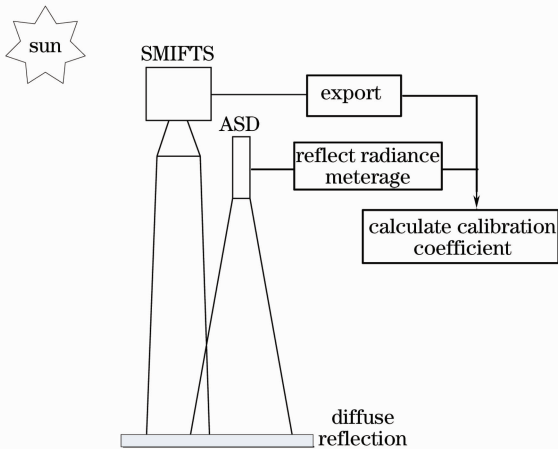 sun
SMIFTS
export
ASD
reflect radiance
meterage
calculate calibration
coefficient
diffuse
reflection